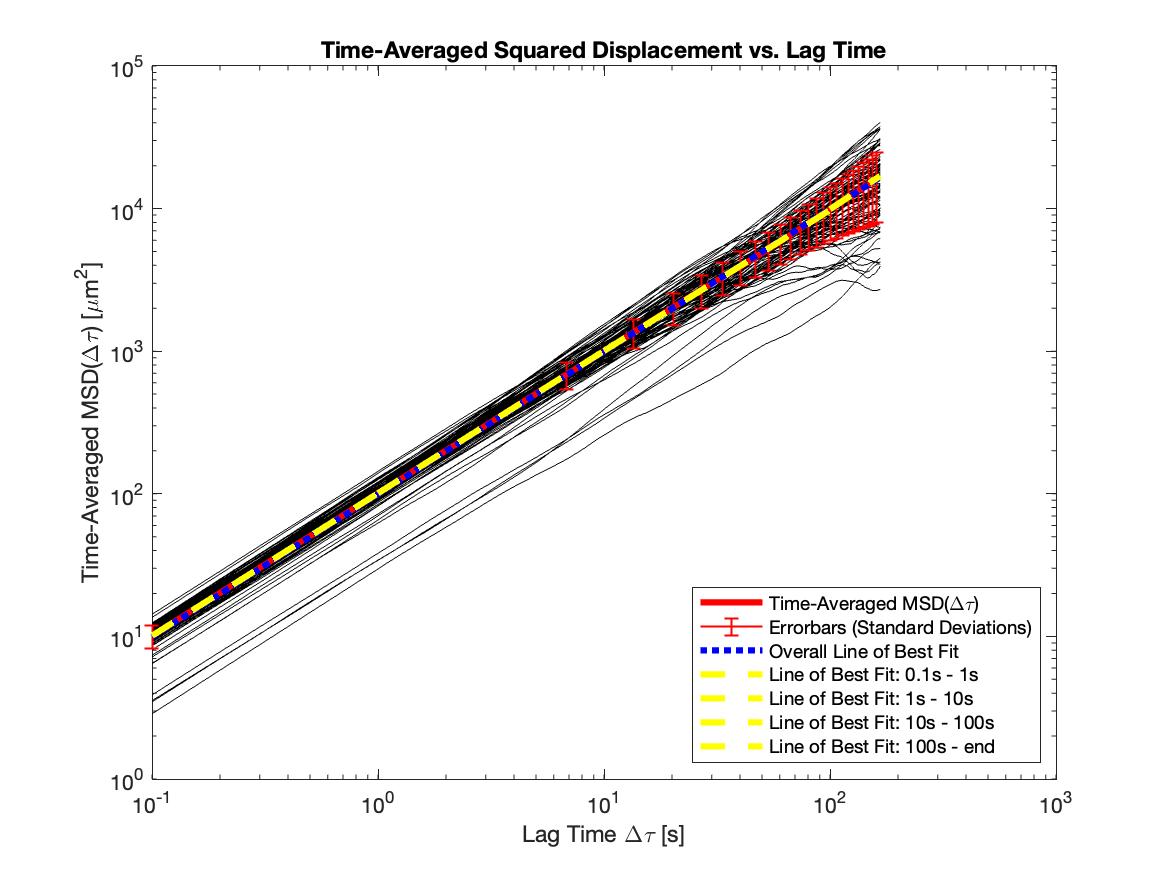 Time-Averaged Squared Displacement vs. Lag Time
10^5
10^4
10^3
10^2
10^1
10^0
Time-Averaged MSD(Δτ) [μm^2]
Time-Averaged MSD(Δτ)
Errorbars (Standard Deviations)
Overall Line of Best Fit
Line of Best Fit: 0.1s - 1s
Line of Best Fit: 1s - 10s
Line of Best Fit: 10s - 100s
Line of Best Fit: 100s - end
10^-1 10^0 10^1 10^2 10^3
Lag Time Δτ [s]